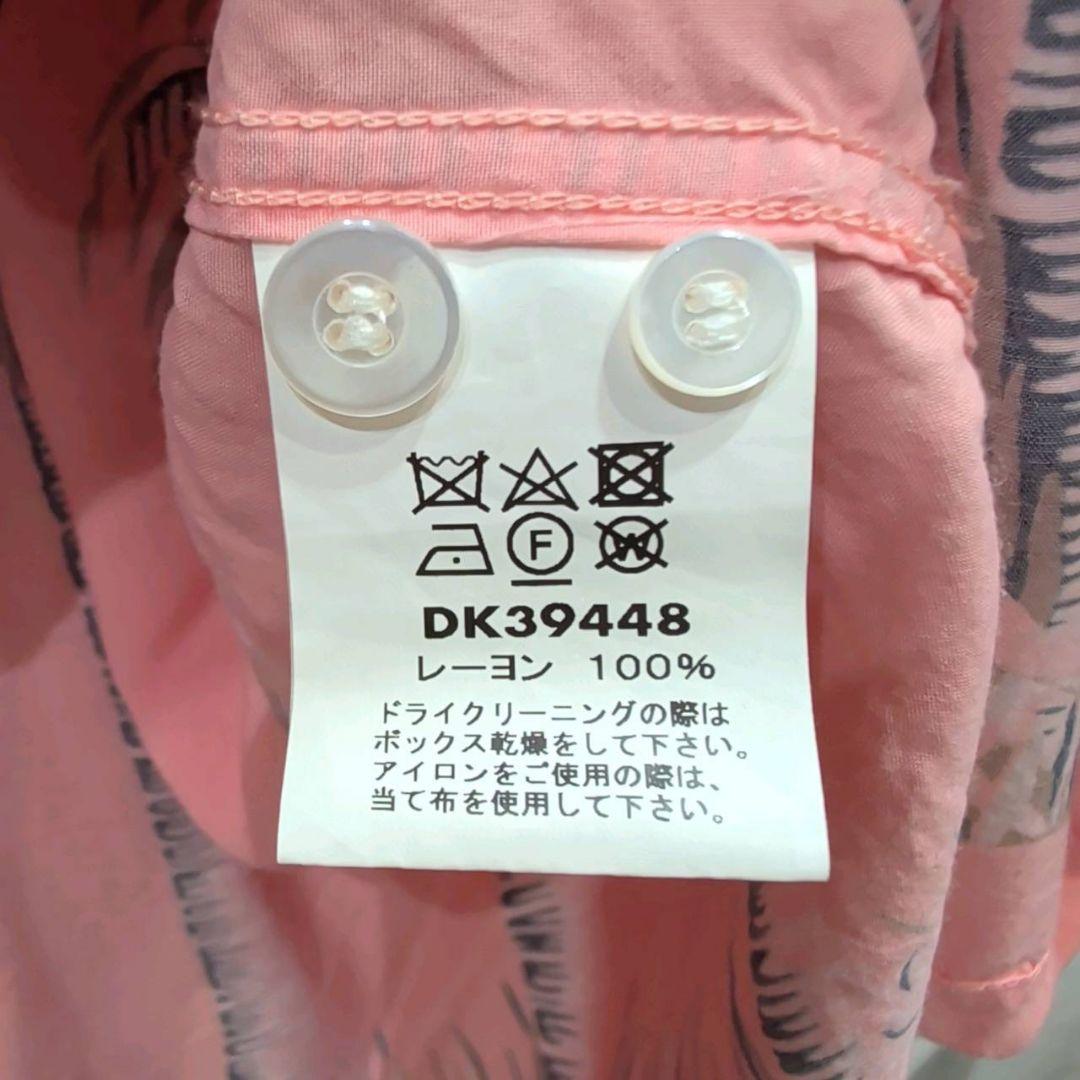 F W
DK39448
レーヨン 100%
ドライクリーニングの際は
ボックス乾燥をして下さい。
アイロンをご使用の際は、
当て布を使用して下さい。